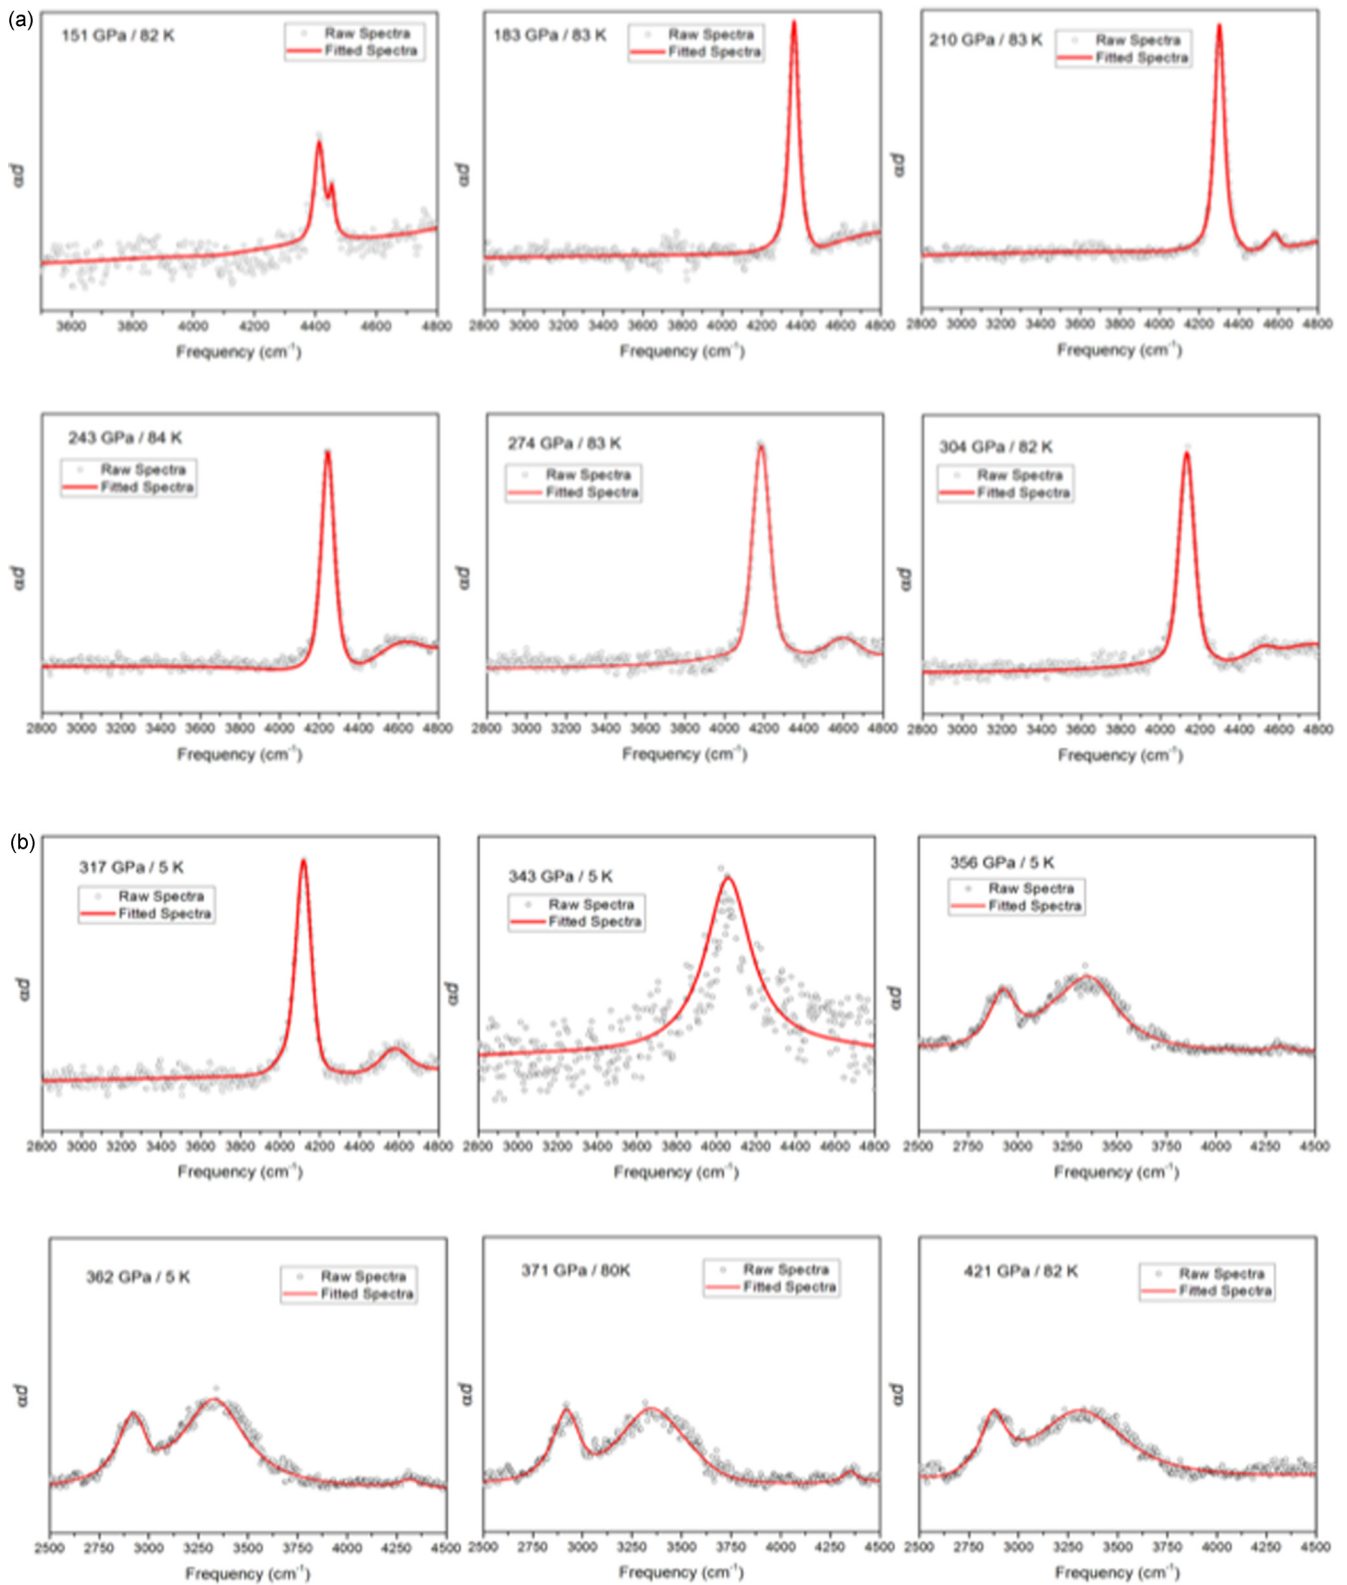 (a)
151 GPa / 82 K
Raw Spectra
Fitted Spectra
αd
3600 3800 4000 4200 4400 4600 4800
Frequency (cm⁻¹)
183 GPa / 83 K
Raw Spectra
Fitted Spectra
αd
2800 3000 3200 3400 3600 3800 4000 4200 4400 4600 4800
Frequency (cm⁻¹)
210 GPa / 83 K
Raw Spectra
Fitted Spectra
αd
2800 3000 3200 3400 3600 3800 4000 4200 4400 4600 4800
Frequency (cm⁻¹)
243 GPa / 84 K
Raw Spectra
Fitted Spectra
αd
2800 3000 3200 3400 3600 3800 4000 4200 4400 4600 4800
Frequency (cm⁻¹)
274 GPa / 83 K
Raw Spectra
Fitted Spectra
αd
2800 3000 3200 3400 3600 3800 4000 4200 4400 4600 4800
Frequency (cm⁻¹)
304 GPa / 82 K
Raw Spectra
Fitted Spectra
αd
2800 3000 3200 3400 3600 3800 4000 4200 4400 4600 4800
Frequency (cm⁻¹)
(b)
317 GPa / 5 K
Raw Spectra
Fitted Spectra
αd
2800 3000 3200 3400 3600 3800 4000 4200 4400 4600 4800
Frequency (cm⁻¹)
343 GPa / 5 K
Raw Spectra
Fitted Spectra
αd
2800 3000 3200 3400 3600 3800 4000 4200 4400 4600 4800
Frequency (cm⁻¹)
356 GPa / 5 K
Raw Spectra
Fitted Spectra
αd
2500 2750 3000 3250 3500 3750 4000 4250 4500
Frequency (cm⁻¹)
362 GPa / 5 K
Raw Spectra
Fitted Spectra
αd
2500 2750 3000 3250 3500 3750 4000 4250 4500
Frequency (cm⁻¹)
371 GPa / 80K
Raw Spectra
Fitted Spectra
αd
2500 2750 3000 3250 3500 3750 4000 4250 4500
Frequency (cm⁻¹)
421 GPa / 82 K
Raw Spectra
Fitted Spectra
αd
2500 2750 3000 3250 3500 3750 4000 4250 4500
Frequency (cm⁻¹)